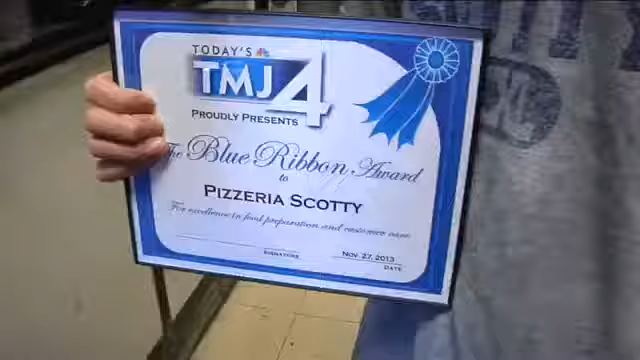 TODAY'S
TMJ4
PROUDLY PRESENTS
The Blue Ribbon Award
to
PIZZERIA SCOTTY
For excellence in food preparation and customer care
Nov. 27, 2013
SIGNATURE
DATE